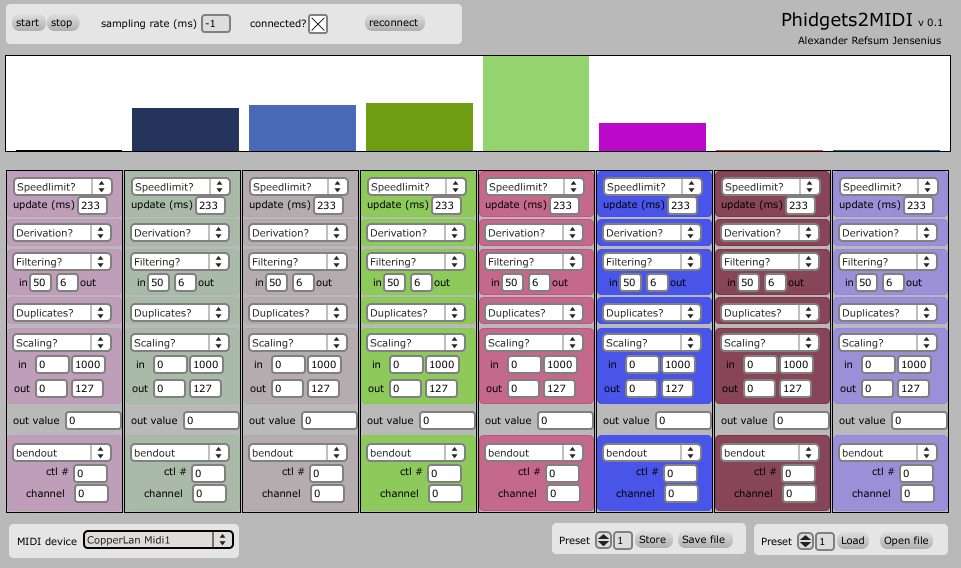 start stop sampling rate (ms) -1 connected? reconnect
Phidgets2MIDI v 0.1
Alexander Refsum Jensenius
Speedlimit? Speedlimit? Speedlimit? Speedlimit? Speedlimit? Speedlimit? Speedlimit? Speedlimit?
update (ms) 233 update (ms) 233 update (ms) 233 update (ms) 233 update (ms) 233 update (ms) 233 update (ms) 233 update (ms) 233
Derivation? Derivation? Derivation? Derivation? Derivation? Derivation? Derivation? Derivation?
Filtering? Filtering? Filtering? Filtering? Filtering? Filtering? Filtering? Filtering?
in 50 6 out in 50 6 out in 50 6 out in 50 6 out in 50 6 out in 50 6 out in 50 6 out in 50 6 out
Duplicates? Duplicates? Duplicates? Duplicates? Duplicates? Duplicates? Duplicates? Duplicates?
Scaling? Scaling? Scaling? Scaling? Scaling? Scaling? Scaling? Scaling?
in 0 1000 in 0 1000 in 0 1000 in 0 1000 in 0 1000 in 0 1000 in 0 1000 in 0 1000
out 0 127 out 0 127 out 0 127 out 0 127 out 0 127 out 0 127 out 0 127 out 0 127
out value 0 out value 0 out value 0 out value 0 out value 0 out value 0 out value 0 out value 0
bendout bendout bendout bendout bendout bendout bendout bendout
ctl # 0 ctl # 0 ctl # 0 ctl # 0 ctl # 0 ctl # 0 ctl # 0 ctl # 0
channel 0 channel 0 channel 0 channel 0 channel 0 channel 0 channel 0 channel 0
MIDI device CopperLan Midi1 Preset 1 Store Save file Preset 1 Load Open file